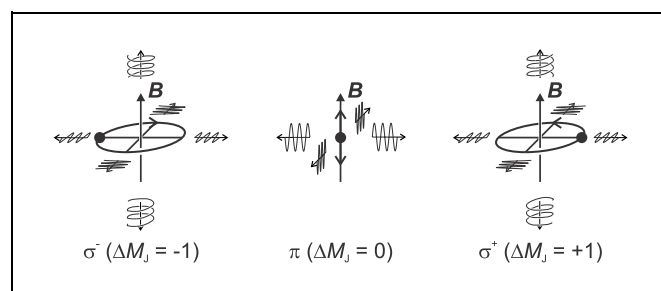 B B B
σ⁻ (ΔM_J = -1) π (ΔM_J = 0) σ⁺ (ΔM_J = +1)